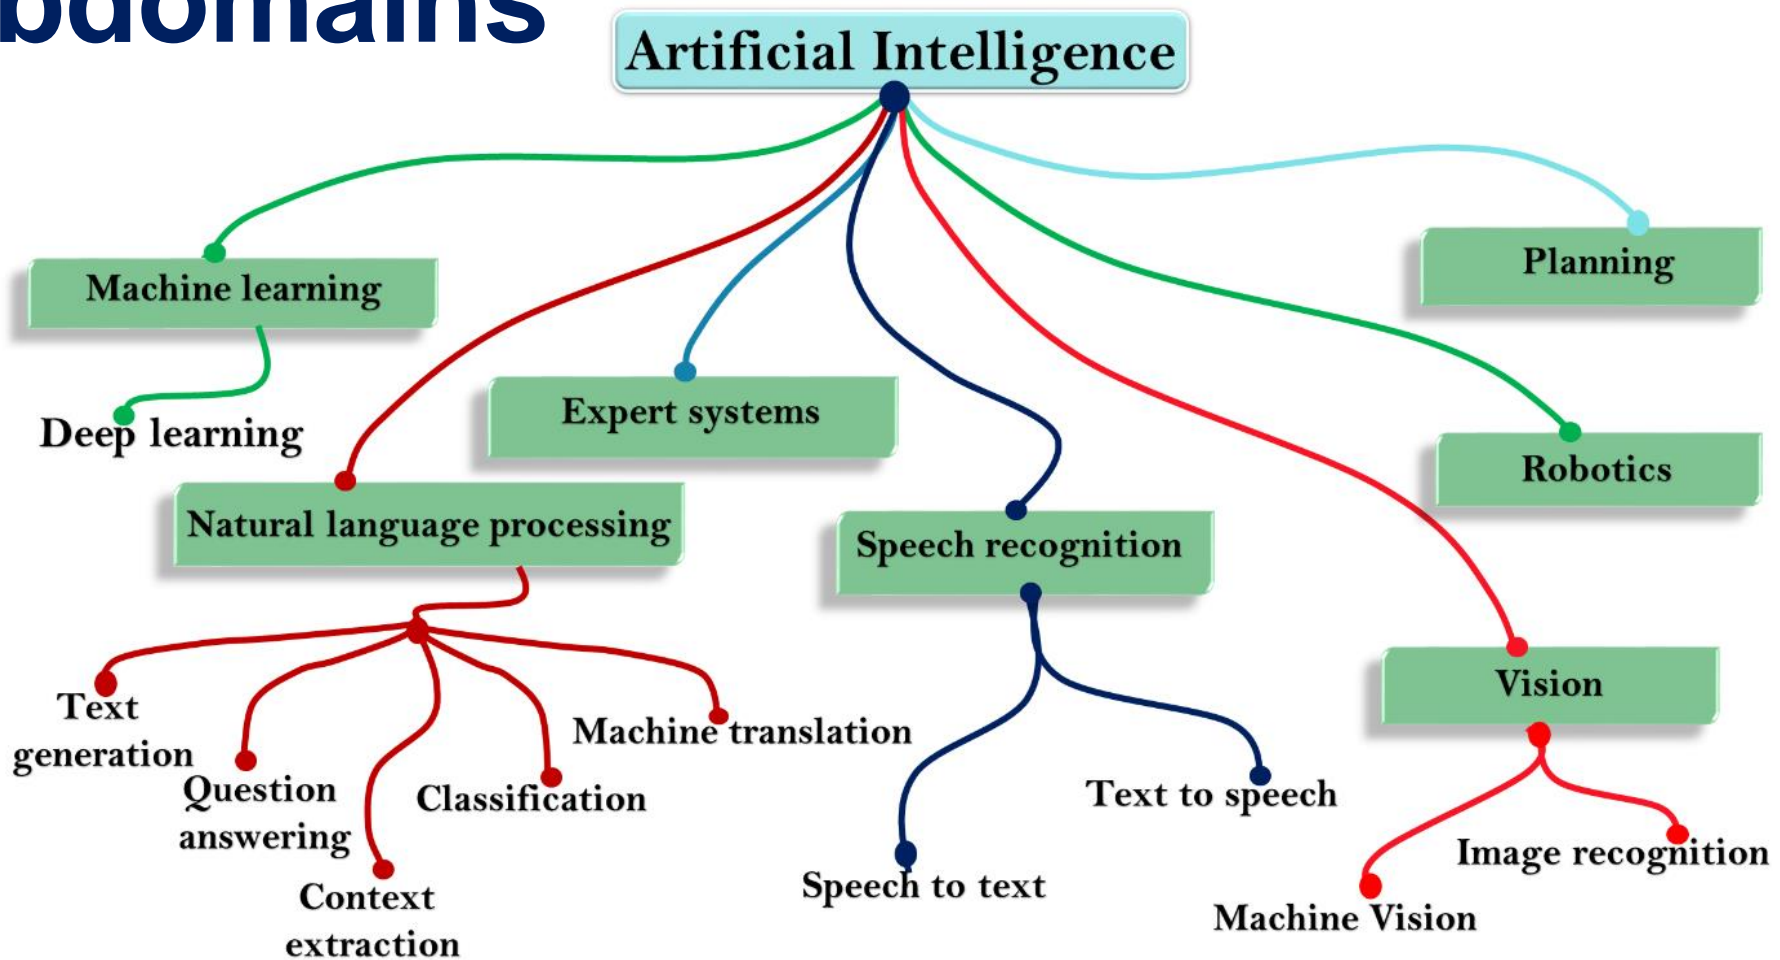 bdomains
Artificial Intelligence
Planning
Machine learning
Expert systems
Deep learning
Robotics
Natural language processing
Speech recognition
Vision
Text
generation
Machine translation
Question
answering
Classification
Text to speech
Image recognition
Context
extraction
Speech to text
Machine Vision